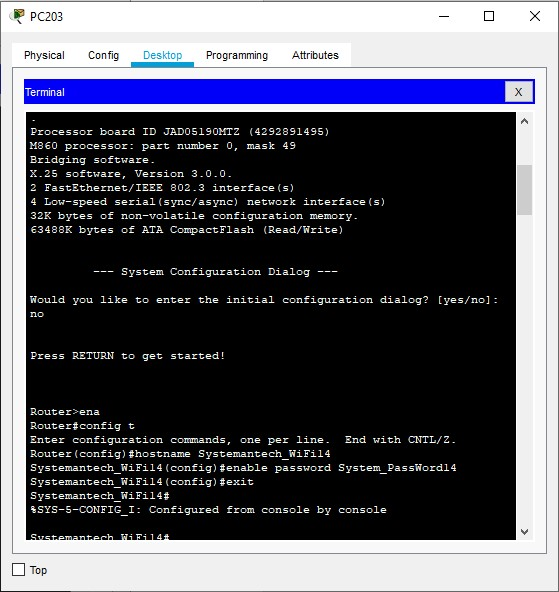 PC203
Physical Config Desktop Programming Attributes
Terminal X
.
Processor board ID JAD05190MTZ (4292891495)
M860 processor: part number 0, mask 49
Bridging software.
X.25 software, Version 3.0.0.
2 FastEthernet/IEEE 802.3 interface(s)
4 Low-speed serial(sync/async) network interface(s)
32K bytes of non-volatile configuration memory.
63488K bytes of ATA CompactFlash (Read/Write)
--- System Configuration Dialog ---
Would you like to enter the initial configuration dialog? [yes/no]:
no
Press RETURN to get started!
Router>ena
Router#config t
Enter configuration commands, one per line.  End with CNTL/Z.
Router(config)#hostname Systemantech_WiFi14
Systemantech_WiFi14(config)#enable password System_PassWord14
Systemantech_WiFi14(config)#exit
Systemantech_WiFi14#
%SYS-5-CONFIG_I: Configured from console by console
Systemantech_WiFi14#
Top